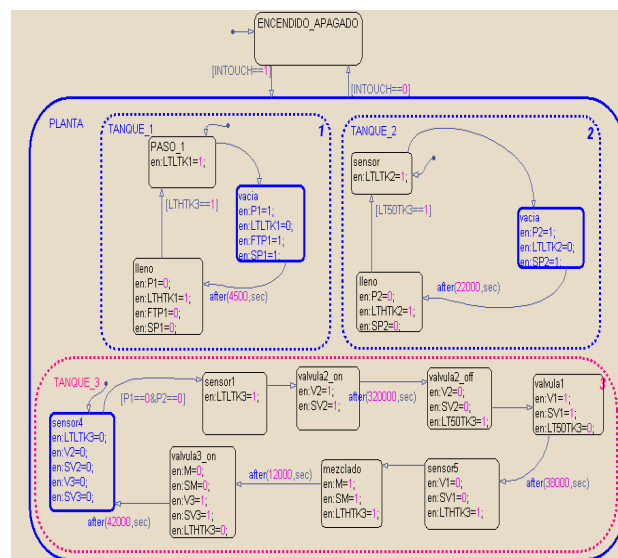 ENCENDIDO_APAGADO
[INTOUCH==1]
[INTOUCH==0]
PLANTA
TANQUE_1
1
PASO_1
en:LTLTK1=1;
vacia
en:P1=1;
en:LTLTK1=0;
en:FTP1=1;
en:SP1=1;
[LTHTK3==1]
lleno
en:P1=0;
en:LTHTK1=1;
en:FTP1=0;
en:SP1=0;
after(4500,sec)
TANQUE_2
2
sensor
en:LTLTK2=1;
vacia
en:P2=1;
en:LTLTK2=0;
en:SP2=1;
[LT50TK3==1]
lleno
en:P2=0;
en:LTHTK2=1;
en:SP2=0;
after(22000,sec)
TANQUE_3
3
[P1==0&P2==0]
sensor1
en:LTLTK3=1;
valvula2_on
en:V2=1;
en:SV2=1;
after(320000,sec)
valvula2_off
en:V2=0;
en:SV2=0;
en:LT50TK3=1;
valvula1
en:V1=1;
en:SV1=1;
en:LT50TK3=0;
sensor4
en:LTLTK3=0;
en:V2=0;
en:SV2=0;
en:V3=0;
en:SV3=0;
valvula3_on
en:M=0;
en:SM=0;
en:V3=1;
en:SV3=1;
en:LTHTK3=0;
after(12000,sec)
mezclado
en:M=1;
en:SM=1;
en:LTHTK3=1;
sensor5
en:V1=0;
en:SV1=0;
en:LTHTK3=1;
after(38000,sec)
after(42000,sec)